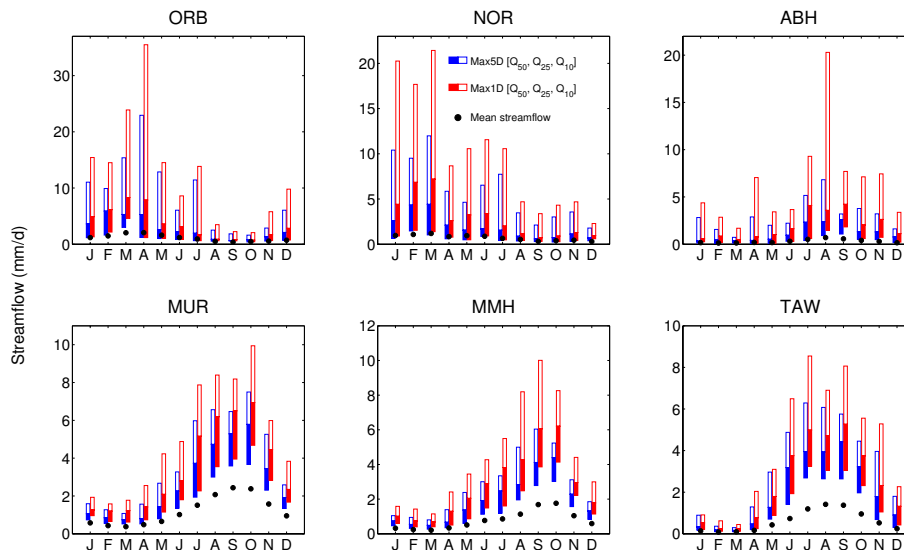 ORB
NOR
ABH
30
20
10
0
J F M A M J J A S O N D
20
15
10
5
0
Max5D [Q50, Q25, Q10]
Max1D [Q50, Q25, Q10]
Mean streamflow
J F M A M J J A S O N D
20
15
10
5
0
J F M A M J J A S O N D
Streamflow (mm/d)
MUR
MMH
TAW
10
8
6
4
2
0
J F M A M J J A S O N D
12
10
8
6
4
2
0
J F M A M J J A S O N D
10
8
6
4
2
0
J F M A M J J A S O N D